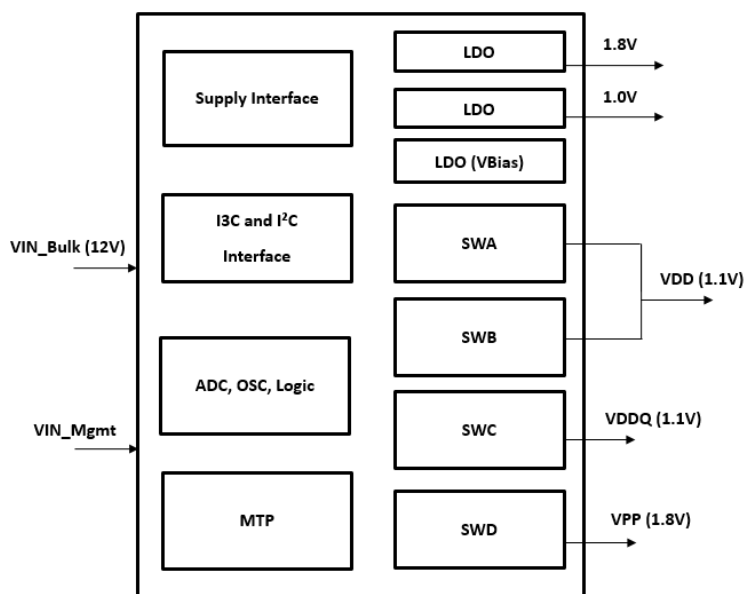 LDO
1.8V
Supply Interface
LDO
1.0V
LDO (VBias)
I3C and I²C
Interface
SWA
VIN_Bulk (12V)
VDD (1.1V)
SWB
ADC, OSC, Logic
SWC
VDDQ (1.1V)
VIN_Mgmt
MTP
SWD
VPP (1.8V)